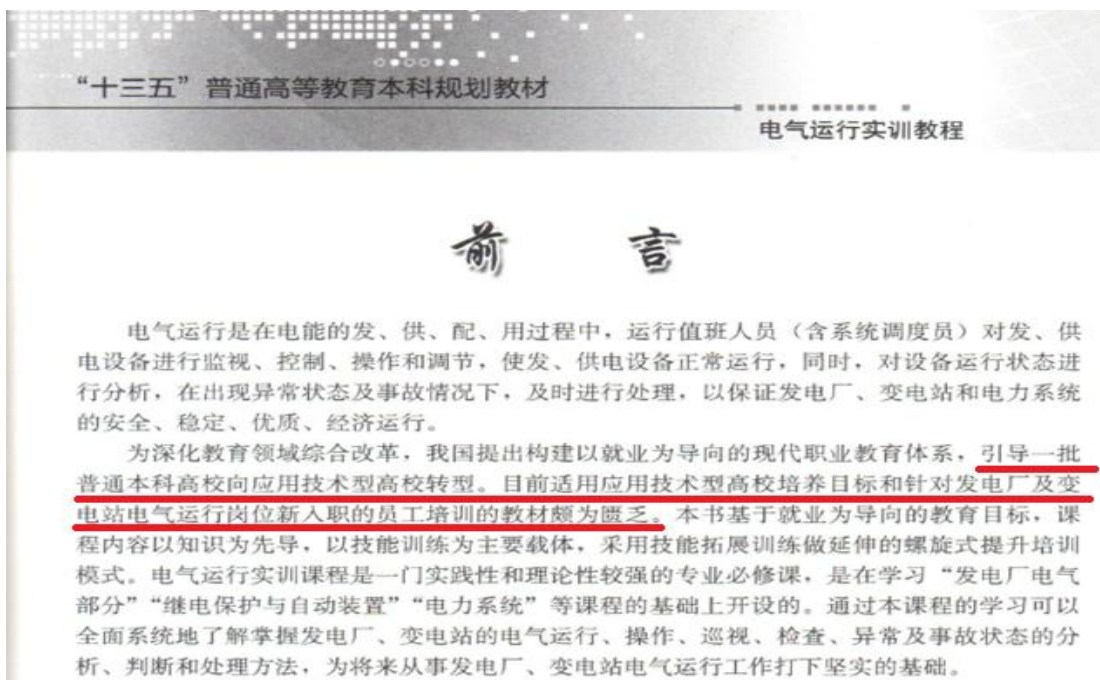 “十三五”普通高等教育本科规划教材
电气运行实训教程
前 言
电气运行是在电能的发、供、配、用过程中，运行值班人员（含系统调度员）对发、供
电设备进行监视、控制、操作和调节，使发、供电设备正常运行，同时，对设备运行状态进
行分析，在出现异常状态及事故情况下，及时进行处理，以保证发电厂、变电站和电力系统
的安全、稳定、优质、经济运行。
为深化教育领域综合改革，我国提出构建以就业为导向的现代职业教育体系，引导一批
普通本科高校向应用技术型高校转型。目前适用应用技术型高校培养目标和针对发电厂及变
电站电气运行岗位新入职的员工培训的教材颇为匮乏。本书基于就业为导向的教育目标，课
程内容以知识为先导，以技能训练为主要载体，采用技能拓展训练做延伸的螺旋式提升培训
模式。电气运行实训课程是一门实践性和理论性较强的专业必修课，是在学习“发电厂电气
部分”“继电保护与自动装置”“电力系统”等课程的基础上开设的。通过本课程的学习可以
全面系统地了解掌握发电厂、变电站的电气运行、操作、巡视、检查、异常及事故状态的分
析、判断和处理方法，为将来从事发电厂、变电站电气运行工作打下坚实的基础。